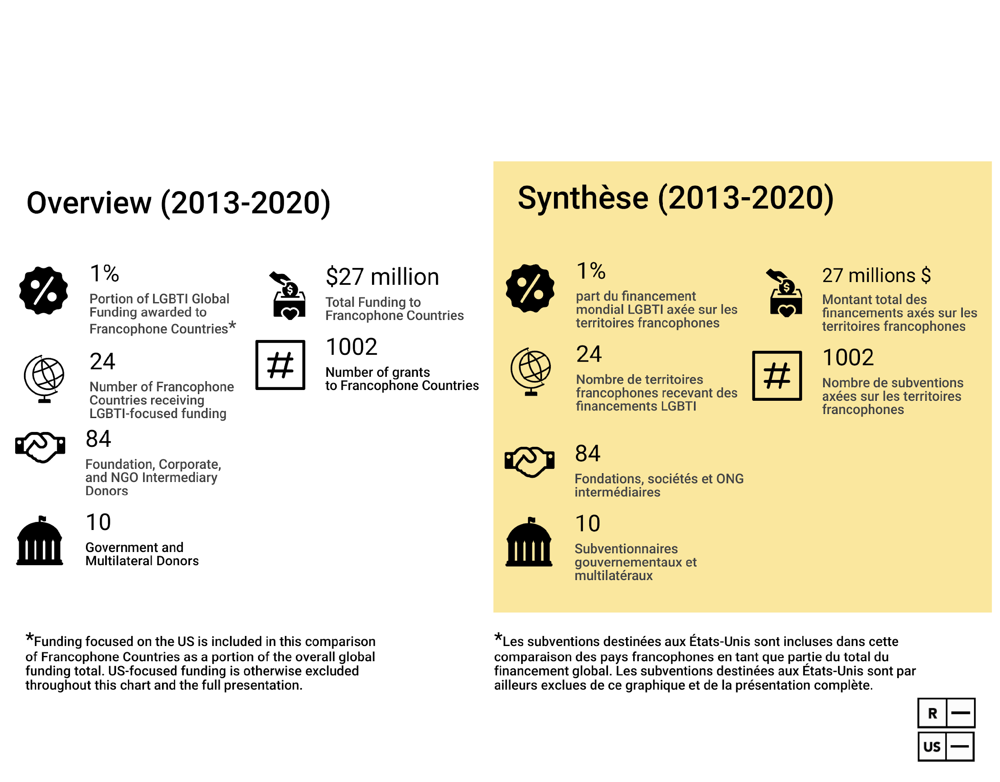 Overview (2013-2020)
1%
Portion of LGBTI Global
Funding awarded to
Francophone Countries*
24
Number of Francophone
Countries receiving
LGBTI-focused funding
84
Foundation, Corporate,
and NGO Intermediary
Donors
10
Government and
Multilateral Donors
$27 million
Total Funding to
Francophone Countries
#
1002
Number of grants
to Francophone Countries
*Funding focused on the US is included in this comparison
of Francophone Countries as a portion of the overall global
funding total. US-focused funding is otherwise excluded
throughout this chart and the full presentation.
Synthèse (2013-2020)
1%
part du financement
mondial LGBTI axée sur les
territoires francophones
24
Nombre de territoires
francophones recevant des
financements LGBTI
84
Fondations, sociétés et ONG
intermédiaires
10
Subventionnaires
gouvernementaux et
multilatéraux
27 millions $
Montant total des
financements axés sur les
territoires francophones
#
1002
Nombre de subventions
axées sur les territoires
francophones
*Les subventions destinées aux États-Unis sont incluses dans cette
comparaison des pays francophones en tant que partie du total du
financement global. Les subventions destinées aux États-Unis sont par
ailleurs exclues de ce graphique et de la présentation complète.
R —
US —